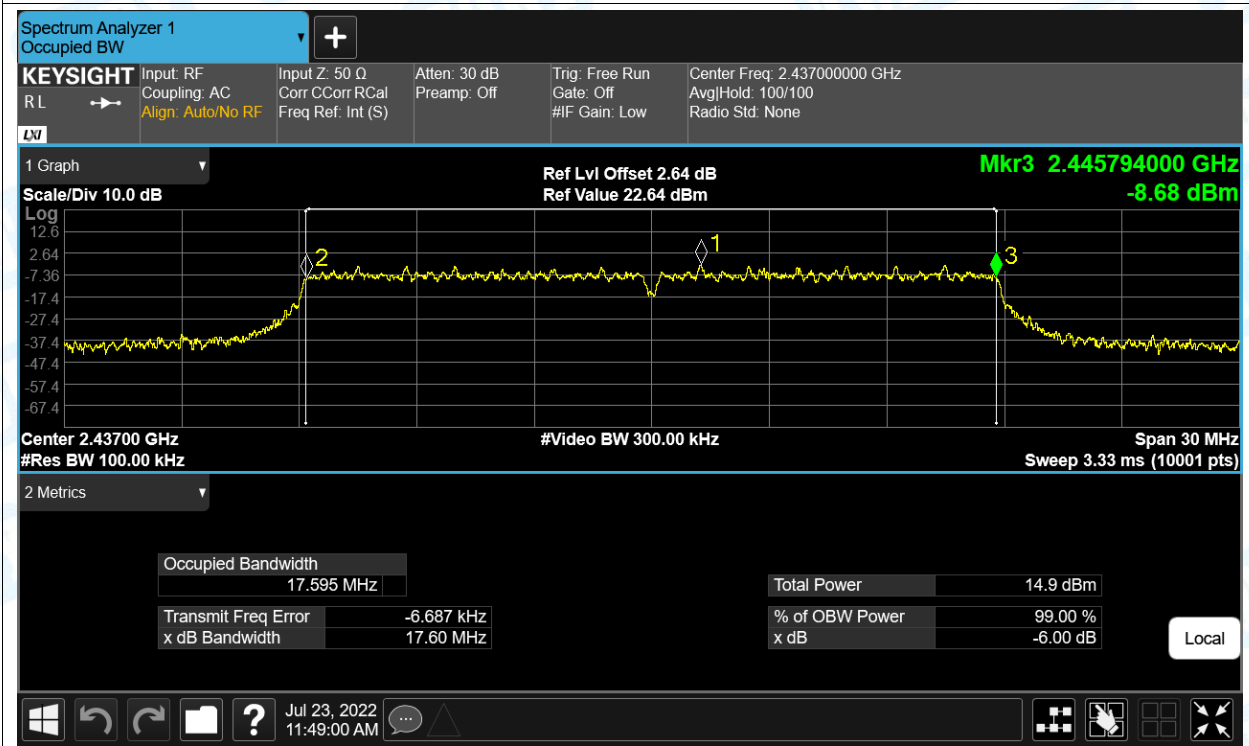 Spectrum Analyzer 1
Occupied BW
▼
+
KEYSIGHT
R L
LXI
Input: RF
Coupling: AC
Align: Auto/No RF
Input Z: 50 Ω
Corr CCorr RCal
Freq Ref: Int (S)
Atten: 30 dB
Preamp: Off
Trig: Free Run
Gate: Off
#IF Gain: Low
Center Freq: 2.437000000 GHz
Avg|Hold: 100/100
Radio Std: None
1 Graph ▼
Scale/Div 10.0 dB
Ref Lvl Offset 2.64 dB
Ref Value 22.64 dBm
Mkr3 2.445794000 GHz
-8.68 dBm
Log
12.6
2.64
-7.36
-17.4
-27.4
-37.4
-47.4
-57.4
-67.4
2
1
3
Center 2.43700 GHz
#Res BW 100.00 kHz
#Video BW 300.00 kHz
Span 30 MHz
Sweep 3.33 ms (10001 pts)
2 Metrics ▼
Occupied Bandwidth
17.595 MHz
Transmit Freq Error -6.687 kHz
x dB Bandwidth 17.60 MHz
Total Power 14.9 dBm
% of OBW Power 99.00 %
x dB -6.00 dB
Local
?
Jul 23, 2022
11:49:00 AM